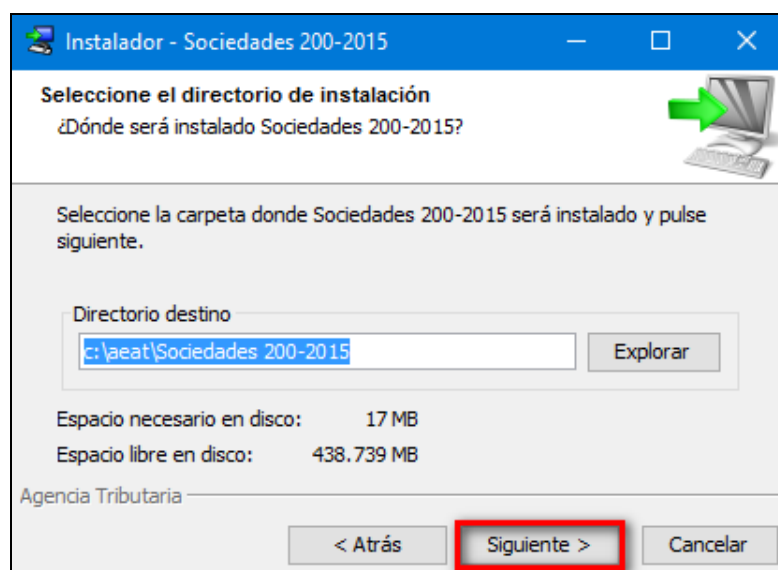 Instalador - Sociedades 200-2015
Seleccione el directorio de instalación
¿Dónde será instalado Sociedades 200-2015?
Seleccione la carpeta donde Sociedades 200-2015 será instalado y pulse
siguiente.
Directorio destino
c:\aeat\Sociedades 200-2015
Explorar
Espacio necesario en disco: 17 MB
Espacio libre en disco: 438.739 MB
Agencia Tributaria
< Atrás Siguiente > Cancelar